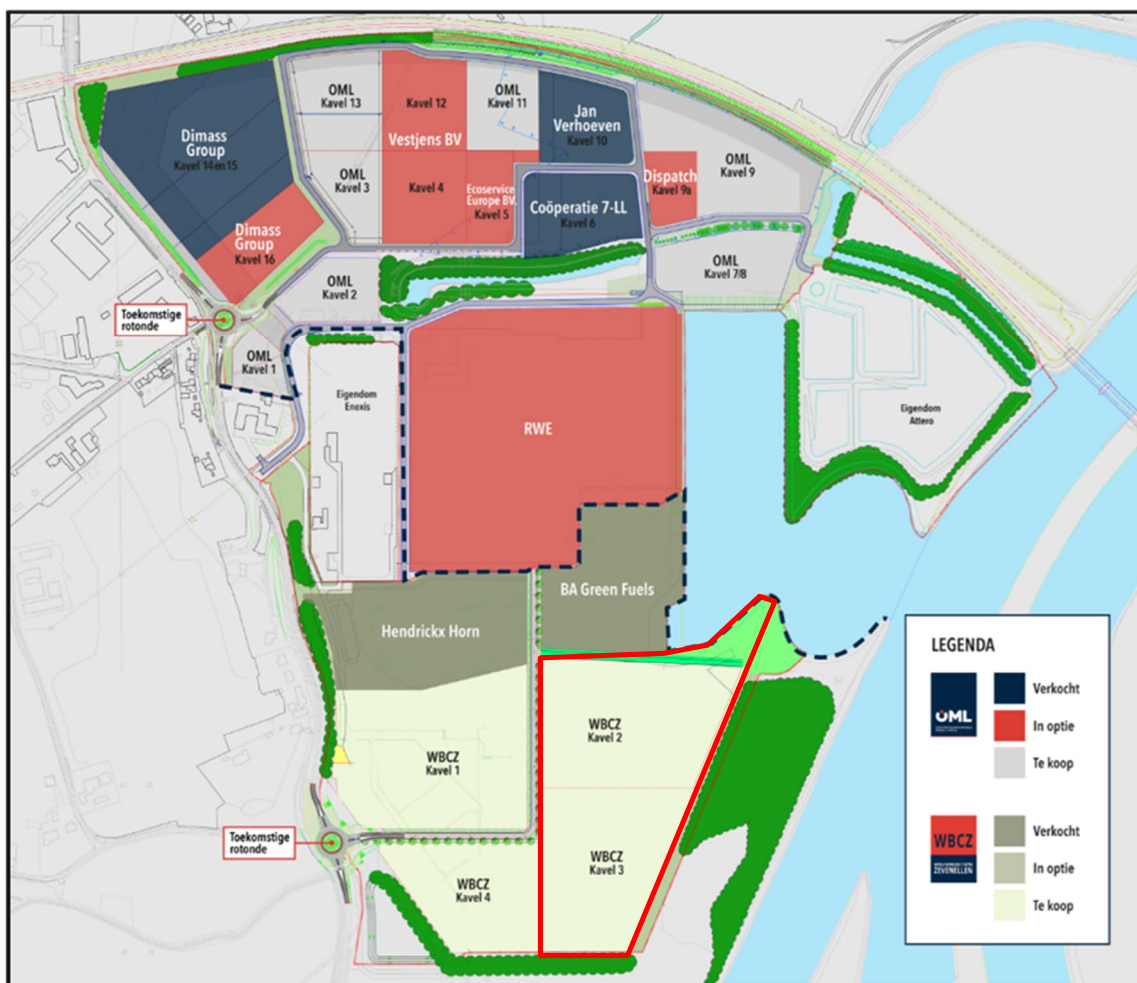 OML
Kavel 13
Kavel 12
OML
Kavel 11
Jan
Verhoeven
Kavel 10
Dimass
Group
Kavel 14en15
Vestjens BV
OML
Kavel 3
Kavel 4
Ecoservice
Europe BV.
Kavel 5
Coöperatie 7-LL
Kavel 6
Dispatch
Kavel 9a
OML
Kavel 9
Dimass
Group
Kavel 16
OML
Kavel 2
OML
Kavel 7/8
Toekomstige
rotonde
OML
Kavel 1
Eigendom
Enexis
RWE
Eigendom
Attero
BA Green Fuels
Hendrickx Horn
WBCZ
Kavel 2
WBCZ
Kavel 1
Toekomstige
rotonde
WBCZ
Kavel 3
WBCZ
Kavel 4
LEGENDA
OML
Verkocht
In optie
Te koop
WBCZ
ZEVENELLEN
Verkocht
In optie
Te koop